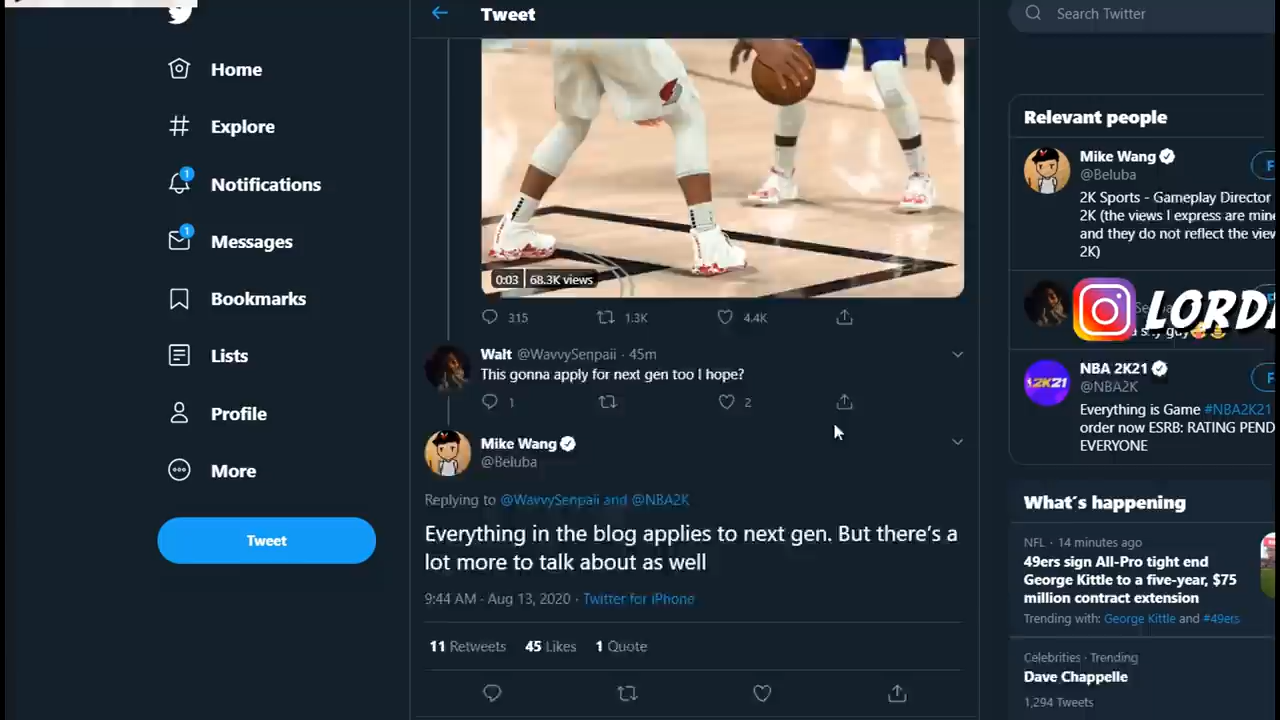 Tweet
Search Twitter
Home
Explore
1
Notifications
1
Messages
Bookmarks
Lists
Profile
More
Tweet
0:03 68.3K views
315 1.3K 4.4K
Walt @WavvySenpaii · 45m
This gonna apply for next gen too I hope?
1 2
Mike Wang
@Beluba
Replying to @WavvySenpaii and @NBA2K
Everything in the blog applies to next gen. But there's a
lot more to talk about as well
9:44 AM · Aug 13, 2020 · Twitter for iPhone
11 Retweets 45 Likes 1 Quote
Relevant people
Mike Wang
@Beluba
2K Sports - Gameplay Director
2K (the views I express are mine
and they do not reflect the view
2K)
LORD
NBA 2K21
@NBA2K
Everything is Game #NBA2K21
order now ESRB: RATING PEND
EVERYONE
What's happening
NFL · 14 minutes ago
49ers sign All-Pro tight end
George Kittle to a five-year, $75
million contract extension
Trending with: George Kittle and #49ers
Celebrities · Trending
Dave Chappelle
1,294 Tweets